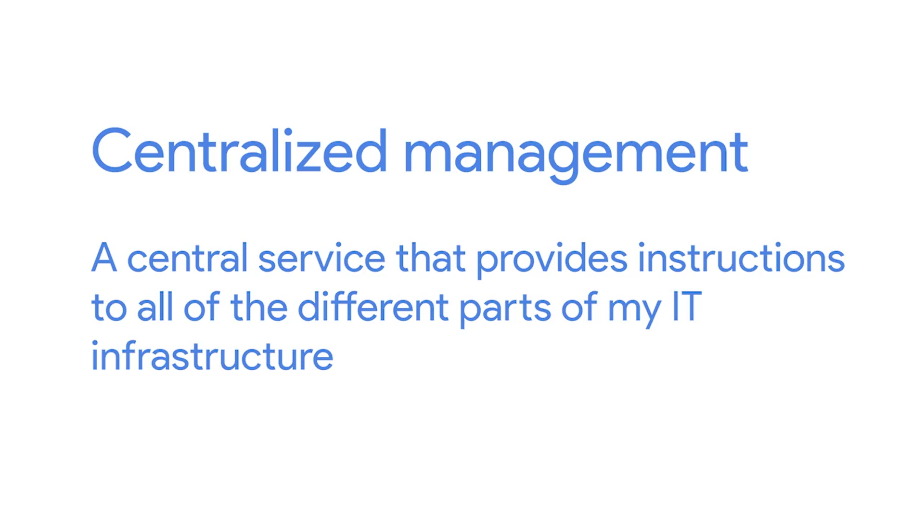 Centralized management
A central service that provides instructions
to all of the different parts of my IT
infrastructure